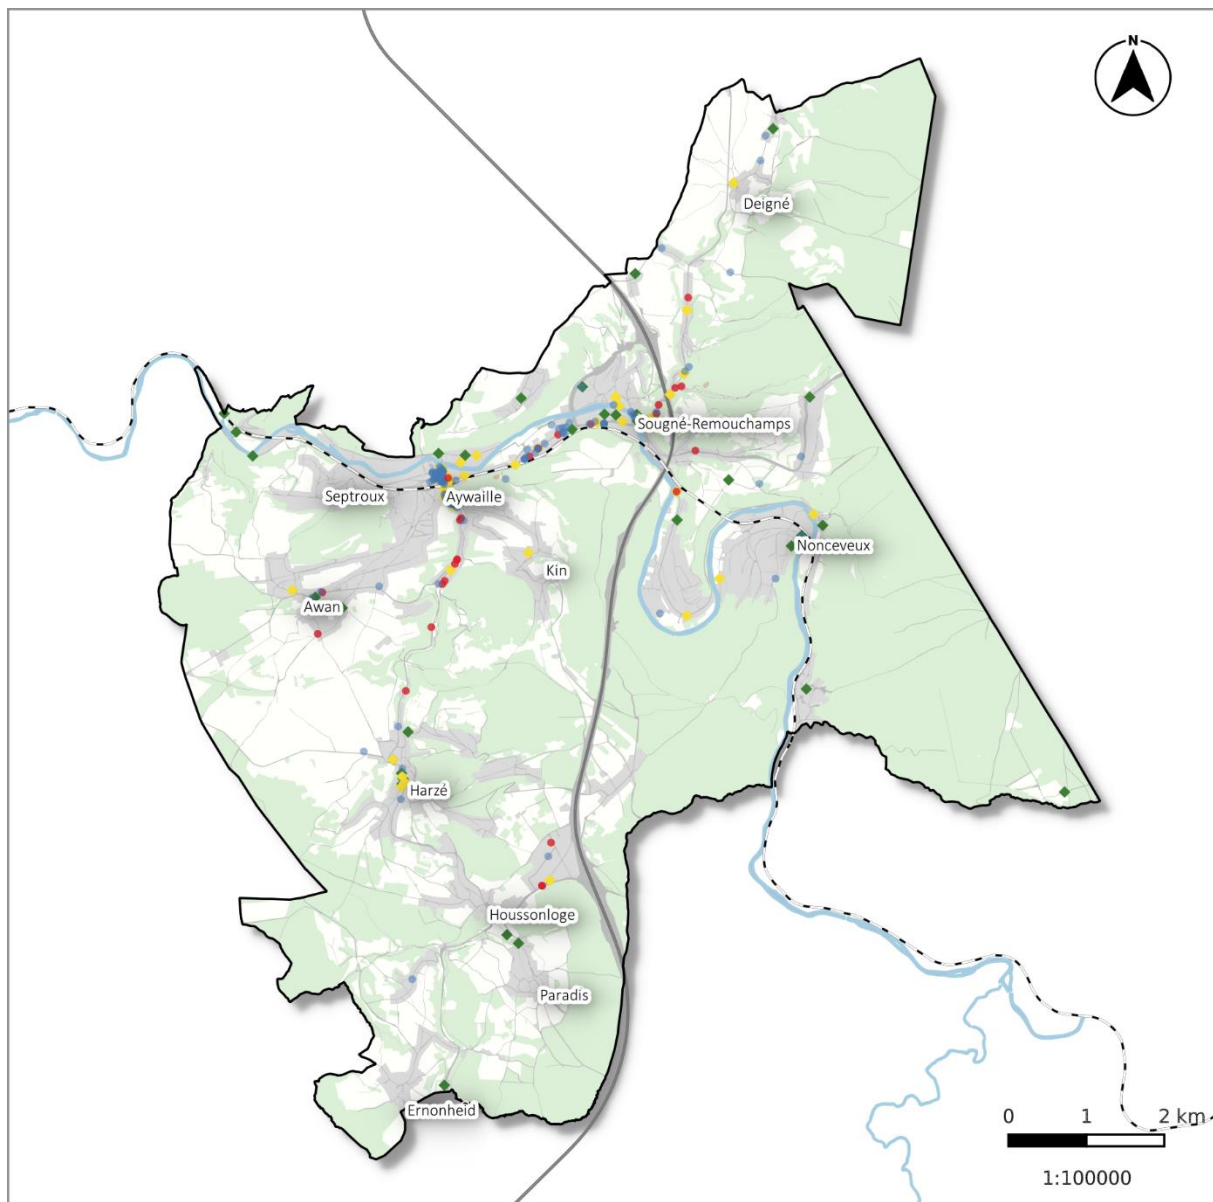 N
Deigné
Sougné-Remouchamps
Septroux
Aywaille
Nonceveux
Kin
Awan
Harzé
Houssonloge
Paradis
Ernonheid
0 1 2 km
1:100000